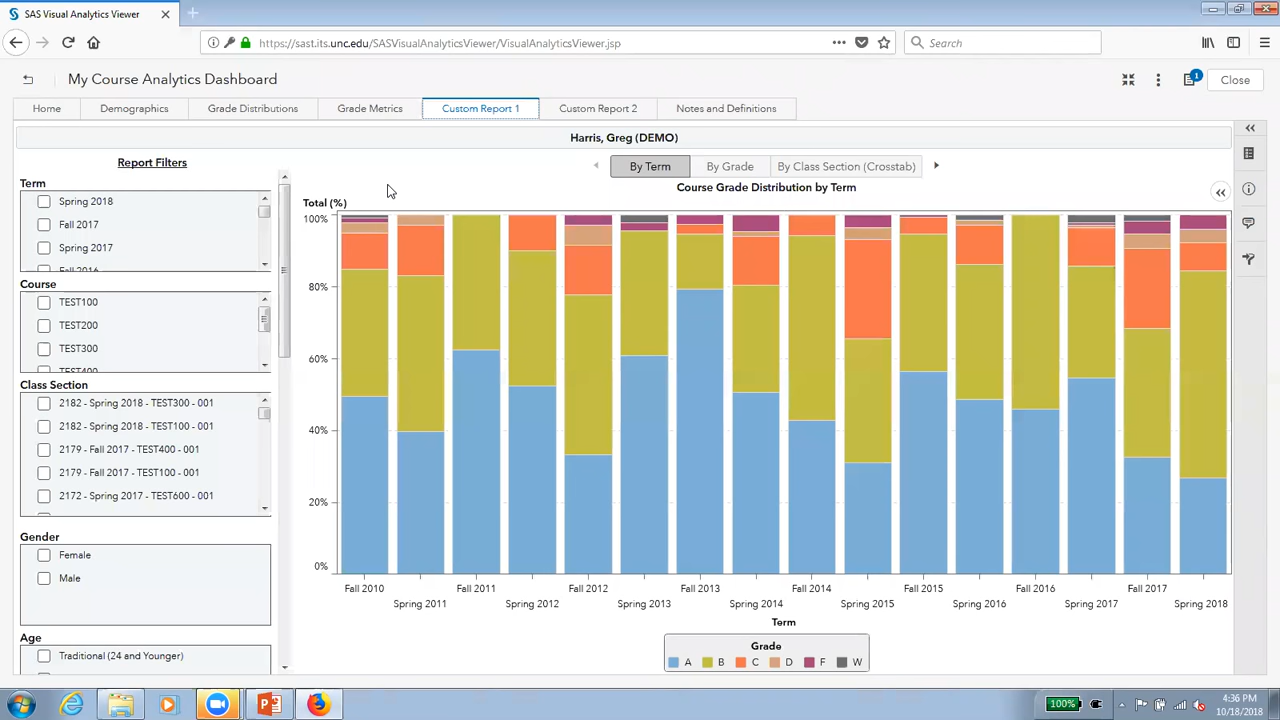 SAS Visual Analytics Viewer
https://sast.its.unc.edu/SASVisualAnalyticsViewer/VisualAnalyticsViewer.jsp
Search
My Course Analytics Dashboard
1
Close
Home
Demographics
Grade Distributions
Grade Metrics
Custom Report 1
Custom Report 2
Notes and Definitions
Harris, Greg (DEMO)
Report Filters
Term
Spring 2018
Fall 2017
Spring 2017
Fall 2016
Course
TEST100
TEST200
TEST300
TEST400
Class Section
2182 - Spring 2018 - TEST300 - 001
2182 - Spring 2018 - TEST100 - 001
2179 - Fall 2017 - TEST400 - 001
2179 - Fall 2017 - TEST100 - 001
2172 - Spring 2017 - TEST600 - 001
Gender
Female
Male
Age
Traditional (24 and Younger)
By Term
By Grade
By Class Section (Crosstab)
Course Grade Distribution by Term
Total (%)
100%
80%
60%
40%
20%
0%
Fall 2010
Spring 2011
Fall 2011
Spring 2012
Fall 2012
Spring 2013
Fall 2013
Spring 2014
Fall 2014
Spring 2015
Fall 2015
Spring 2016
Fall 2016
Spring 2017
Fall 2017
Spring 2018
Term
Grade
A B C D F W
100%
4:36 PM
10/18/2018